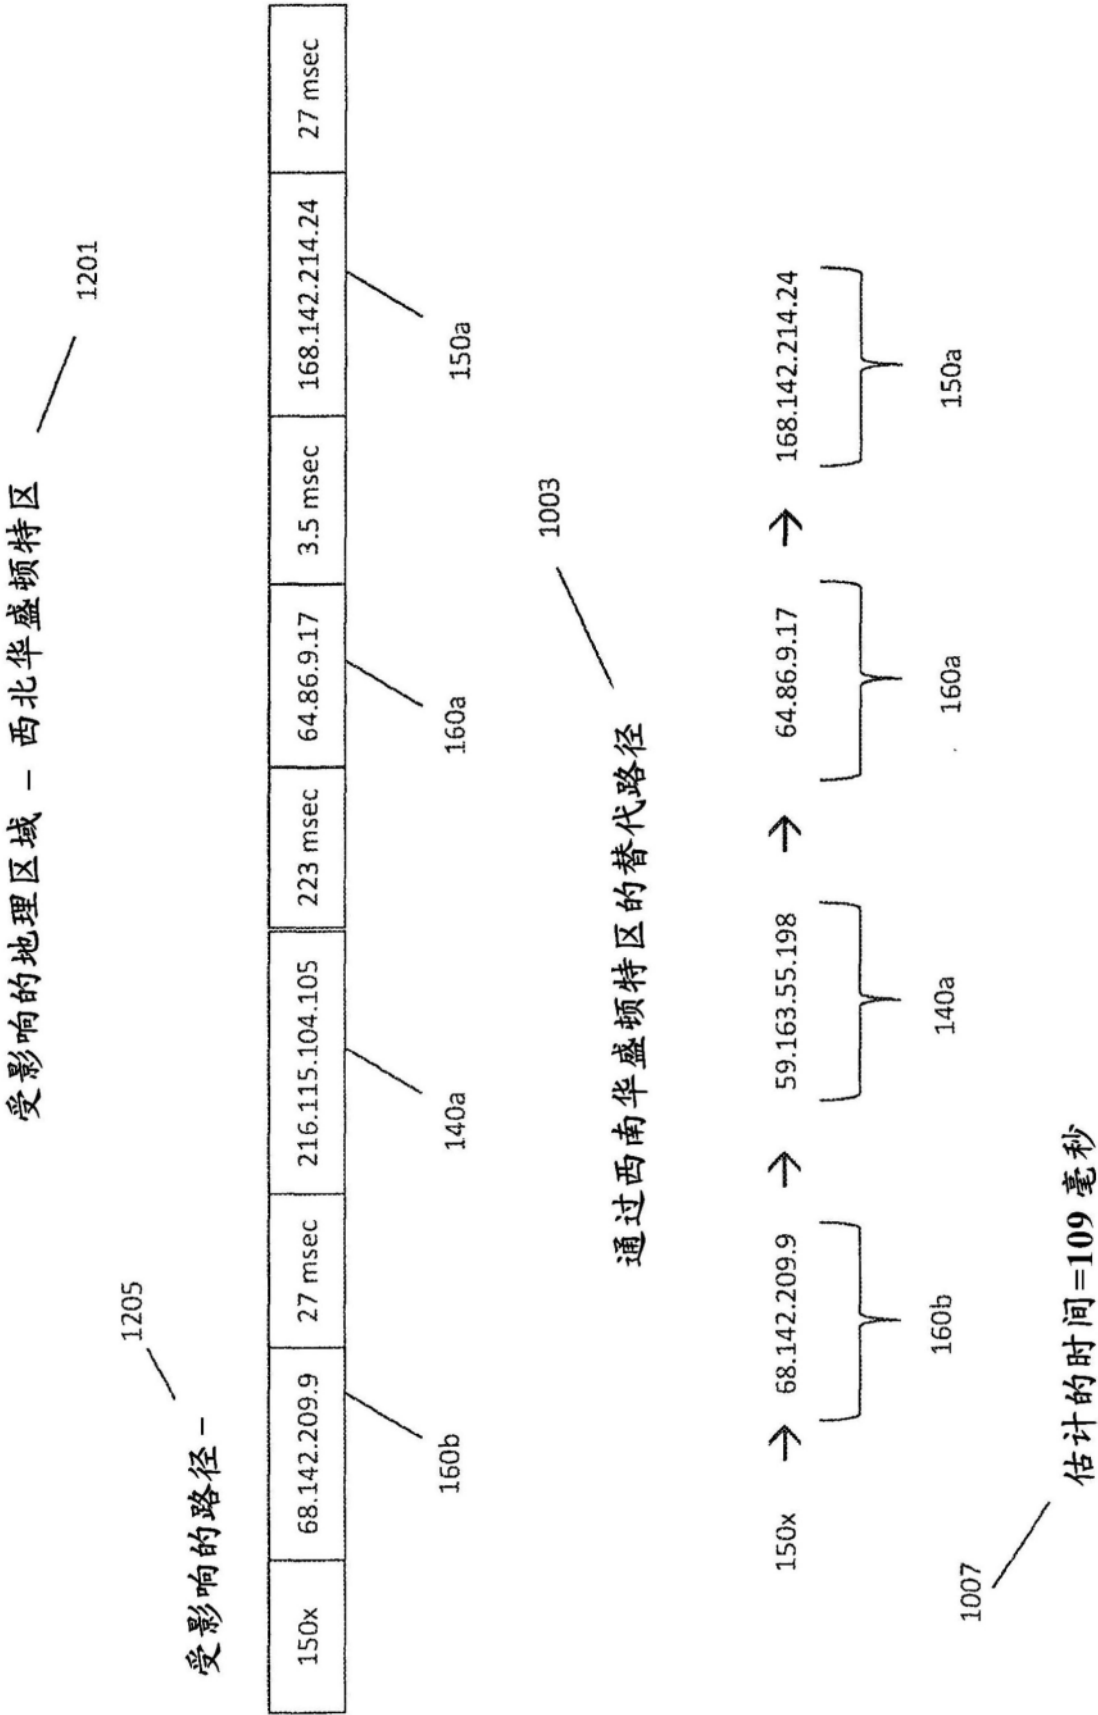 受影响的地理区域 – 西北华盛顿特区
1201
1205
受影响的路径 –
150x
68.142.209.9
27 msec
216.115.104.105
223 msec
64.86.9.17
3.5 msec
168.142.214.24
27 msec
160b
140a
160a
150a
1003
通过西南华盛顿特区的替代路径
150x → 68.142.209.9 → 59.163.55.198 → 64.86.9.17 → 168.142.214.24
160b
140a
160a
150a
1007
估计的时间=109 毫秒